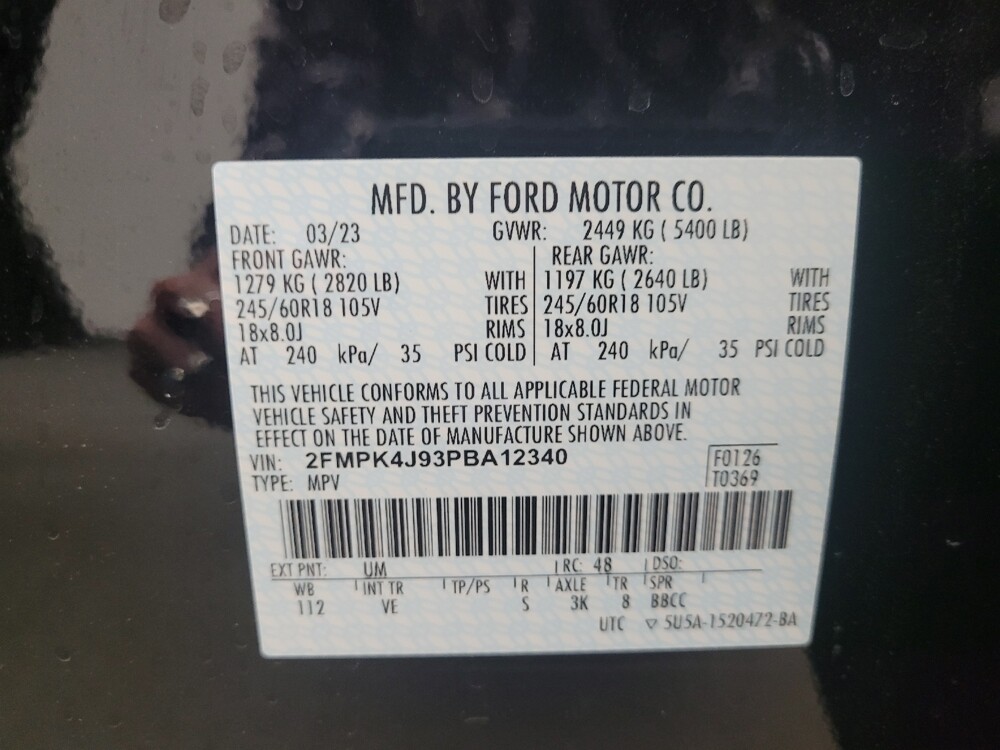 MFD. BY FORD MOTOR CO.
DATE: 03/23 GVWR: 2449 KG ( 5400 LB)
FRONT GAWR: REAR GAWR:
1279 KG ( 2820 LB) WITH 1197 KG ( 2640 LB) WITH
245/60R18 105V TIRES 245/60R18 105V TIRES
18x8.0J RIMS 18x8.0J RIMS
AT 240 kPa/ 35 PSI COLD AT 240 kPa/ 35 PSI COLD
THIS VEHICLE CONFORMS TO ALL APPLICABLE FEDERAL MOTOR
VEHICLE SAFETY AND THEFT PREVENTION STANDARDS IN
EFFECT ON THE DATE OF MANUFACTURE SHOWN ABOVE.
VIN: 2FMPK4J93PBA12340 F0126
TYPE: MPV T0369
EXT PNT: UM RC: 48 DSO:
WB INT TR TP/PS R AXLE TR SPR
112 VE S 3K 8 BBCC
UTC ▽ 5U5A-1520472-BA